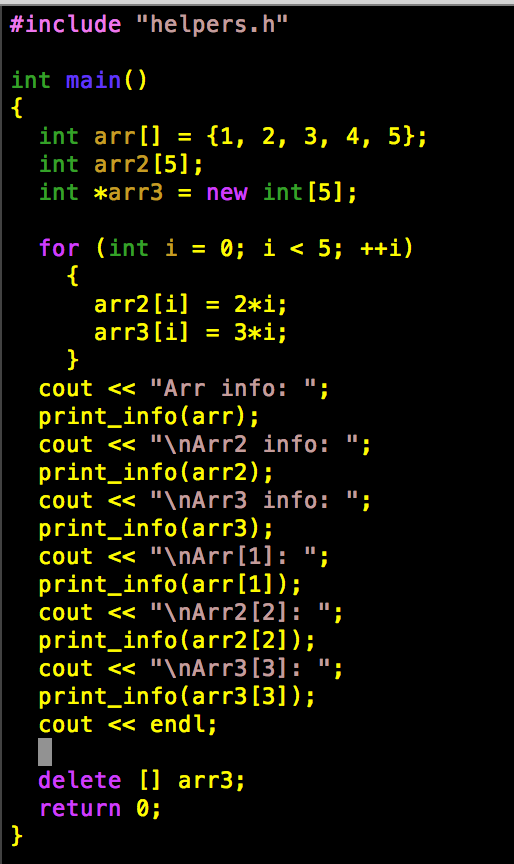 #include "helpers.h"

int main()
{
  int arr[] = {1, 2, 3, 4, 5};
  int arr2[5];
  int *arr3 = new int[5];

  for (int i = 0; i < 5; ++i)
    {
      arr2[i] = 2*i;
      arr3[i] = 3*i;
    }
  cout << "Arr info: ";
  print_info(arr);
  cout << "\nArr2 info: ";
  print_info(arr2);
  cout << "\nArr3 info: ";
  print_info(arr3);
  cout << "\nArr[1]: ";
  print_info(arr[1]);
  cout << "\nArr2[2]: ";
  print_info(arr2[2]);
  cout << "\nArr3[3]: ";
  print_info(arr3[3]);
  cout << endl;

  delete [] arr3;
  return 0;
}